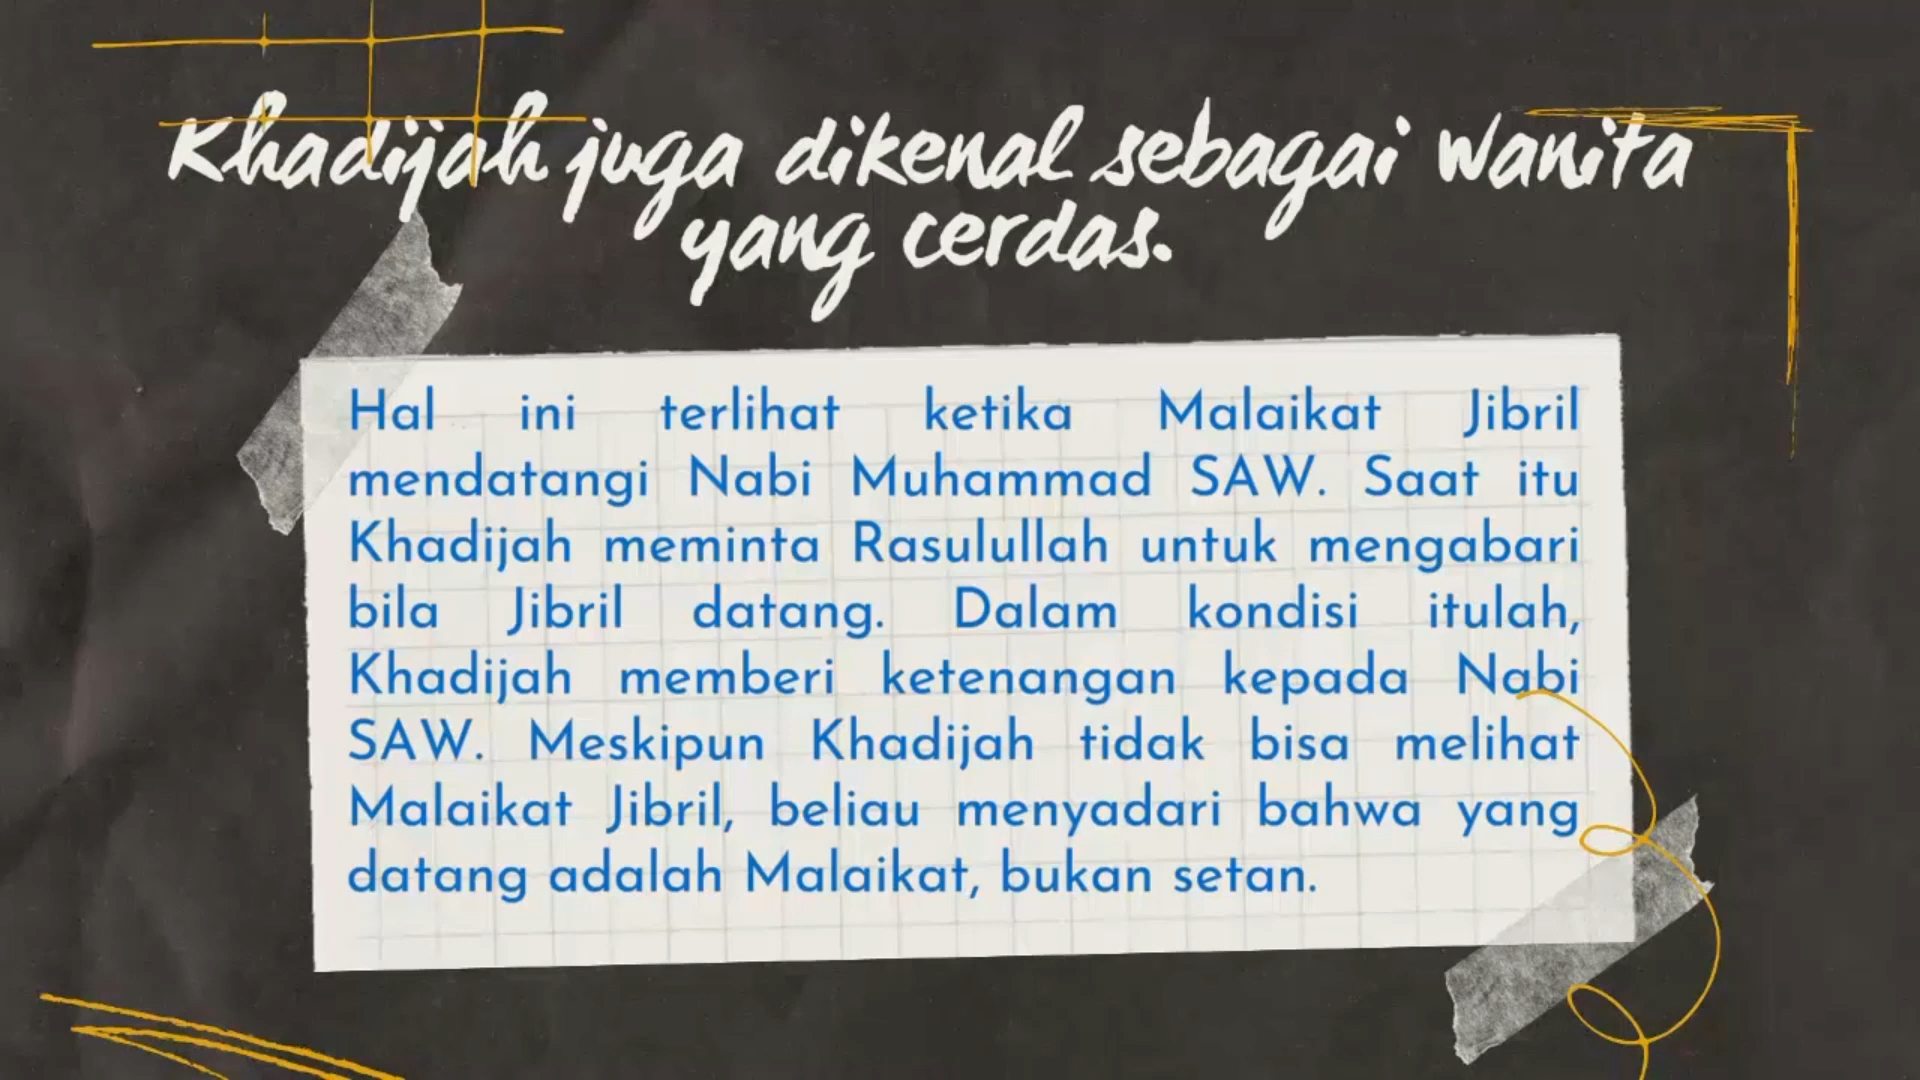 Khadijah juga dikenal sebagai wanita
yang cerdas.
Hal ini terlihat ketika Malaikat Jibril
mendatangi Nabi Muhammad SAW. Saat itu
Khadijah meminta Rasulullah untuk mengabari
bila Jibril datang. Dalam kondisi itulah,
Khadijah memberi ketenangan kepada Nabi
SAW. Meskipun Khadijah tidak bisa melihat
Malaikat Jibril, beliau menyadari bahwa yang
datang adalah Malaikat, bukan setan.